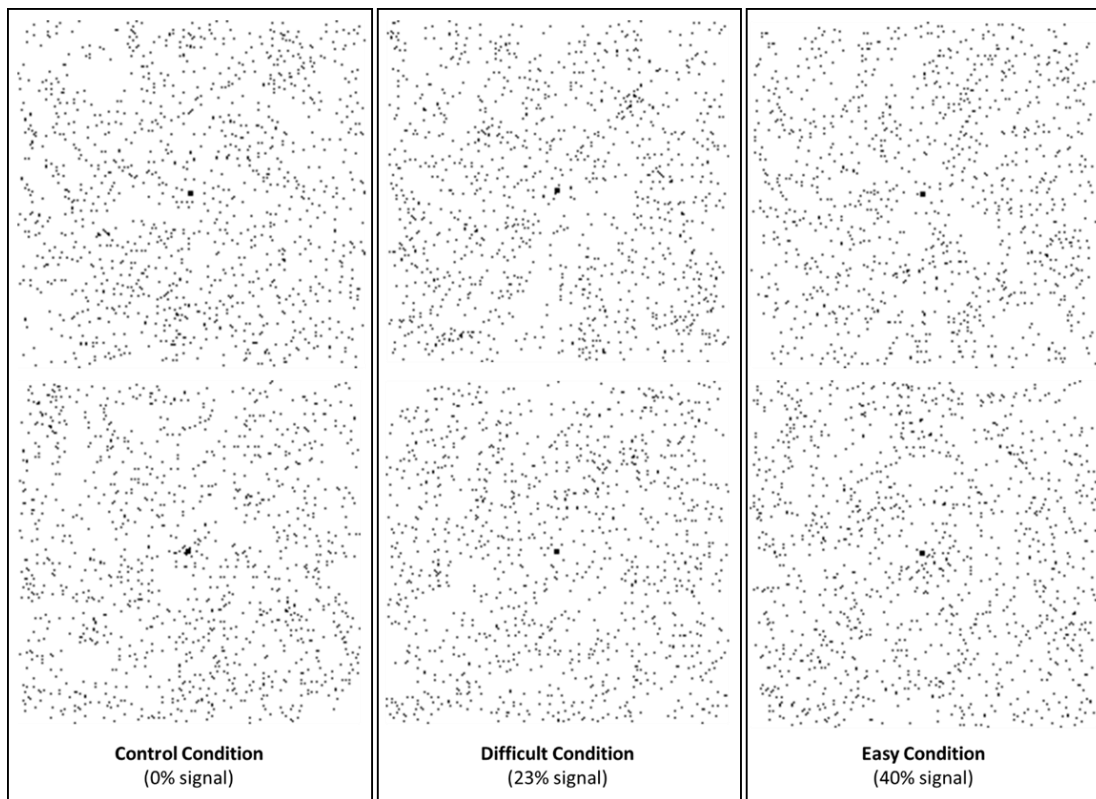 Control Condition
(0% signal)
Difficult Condition
(23% signal)
Easy Condition
(40% signal)